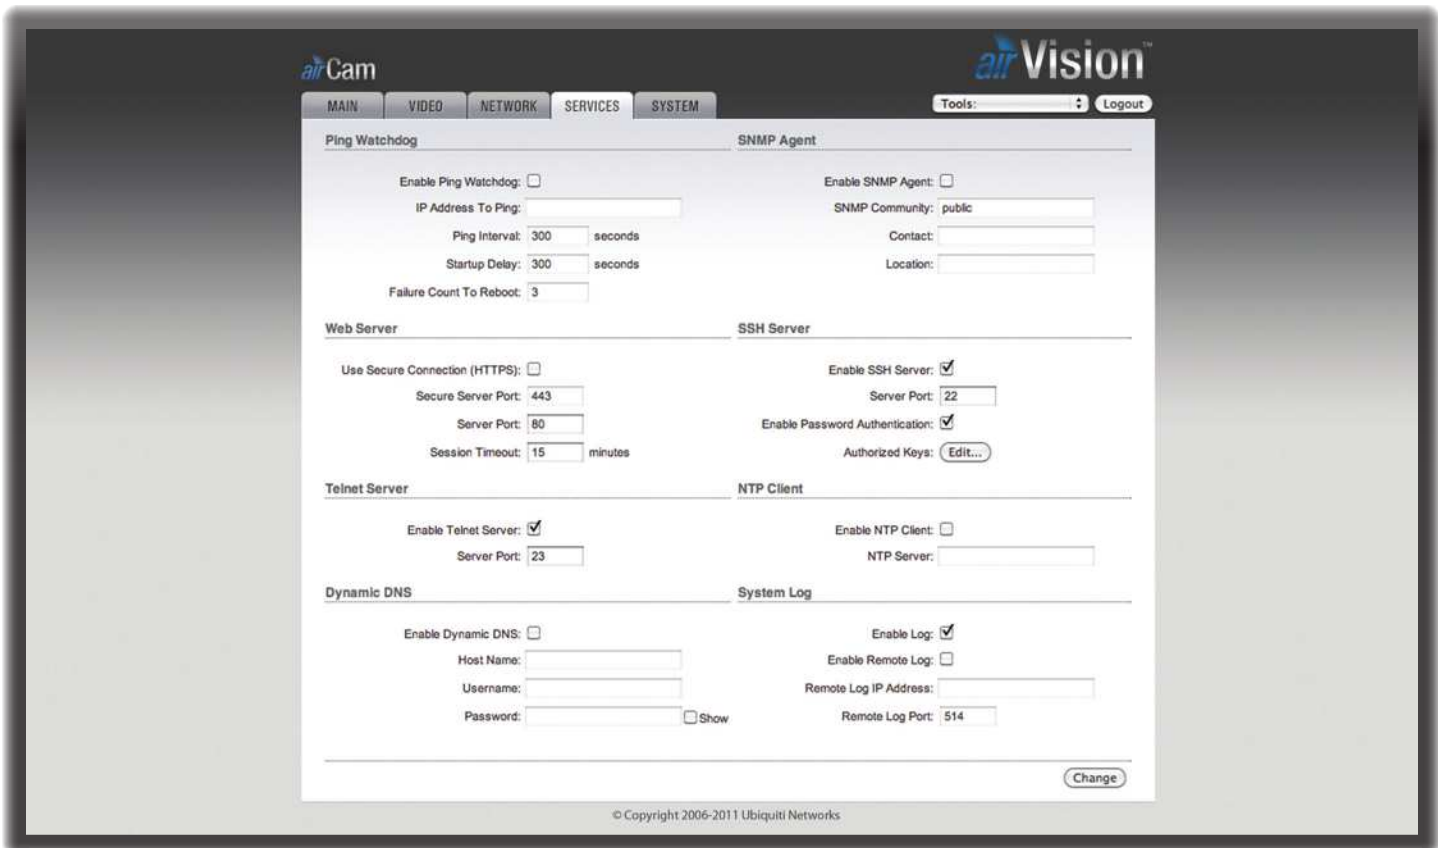 airCam
airVision™
MAIN VIDEO NETWORK SERVICES SYSTEM
Tools: Logout
Ping Watchdog
Enable Ping Watchdog:
IP Address To Ping:
Ping Interval: 300 seconds
Startup Delay: 300 seconds
Failure Count To Reboot: 3
SNMP Agent
Enable SNMP Agent:
SNMP Community: public
Contact:
Location:
Web Server
Use Secure Connection (HTTPS):
Secure Server Port: 443
Server Port: 80
Session Timeout: 15 minutes
SSH Server
Enable SSH Server:
Server Port: 22
Enable Password Authentication:
Authorized Keys: Edit...
Telnet Server
Enable Telnet Server:
Server Port: 23
NTP Client
Enable NTP Client:
NTP Server:
Dynamic DNS
Enable Dynamic DNS:
Host Name:
Username:
Password: Show
System Log
Enable Log:
Enable Remote Log:
Remote Log IP Address:
Remote Log Port: 514
Change
© Copyright 2006-2011 Ubiquiti Networks